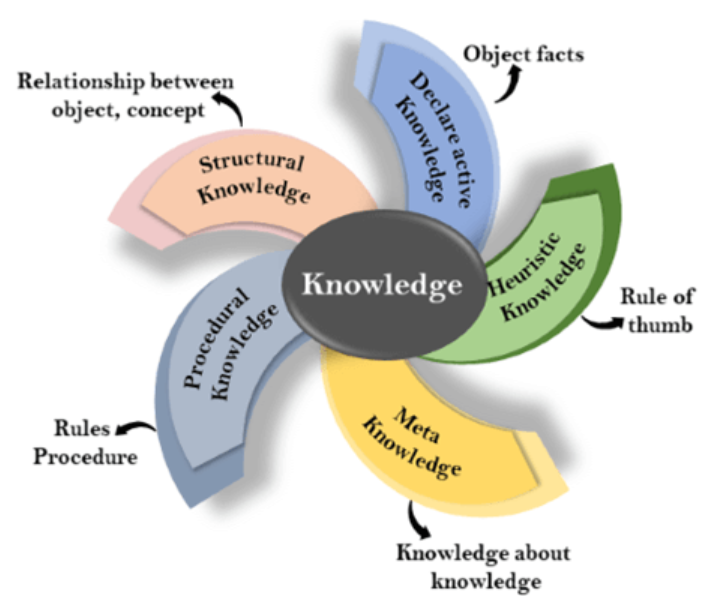 Object facts
Declare active
Knowledge
Relationship between
object, concept
Structural
Knowledge
Knowledge
Heuristic
Knowledge
Rule of
thumb
Procedural
Knowledge
Rules
Procedure
Meta
Knowledge
Knowledge about
knowledge